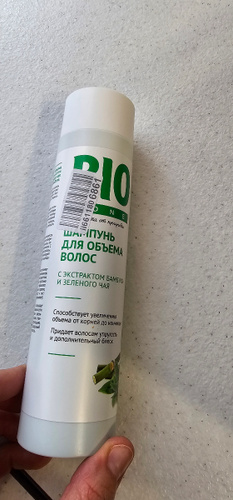 BIO
ШАМПУНЬ
ДЛЯ ОБЪЕМА
ВОЛОС
С ЭКСТРАКТОМ БАМБУКА
И ЗЕЛЕНОГО ЧАЯ
Способствует увеличению
объема от корней до кончиков
Придает волосам упругость
и дополнительный блеск